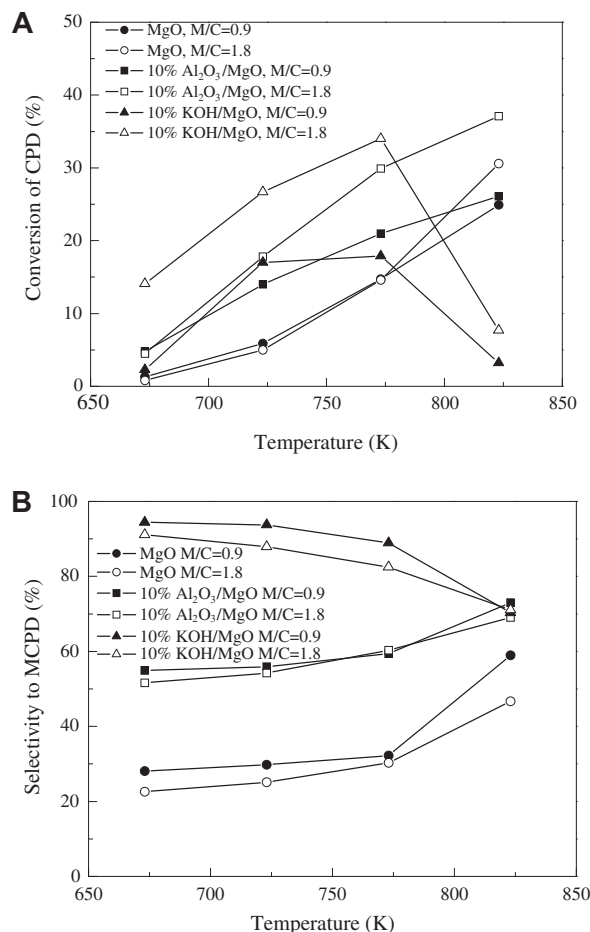 A
MgO, M/C=0.9
MgO, M/C=1.8
10% Al₂O₃/MgO, M/C=0.9
10% Al₂O₃/MgO, M/C=1.8
10% KOH/MgO, M/C=0.9
10% KOH/MgO, M/C=1.8
Conversion of CPD (%)
50
40
30
20
10
0
650
700
750
800
850
Temperature (K)
B
MgO M/C=0.9
MgO M/C=1.8
10% Al₂O₃/MgO M/C=0.9
10% Al₂O₃/MgO M/C=1.8
10% KOH/MgO M/C=0.9
10% KOH/MgO M/C=1.8
Selectivity to MCPD (%)
100
80
60
40
20
0
650
700
750
800
850
Temperature (K)